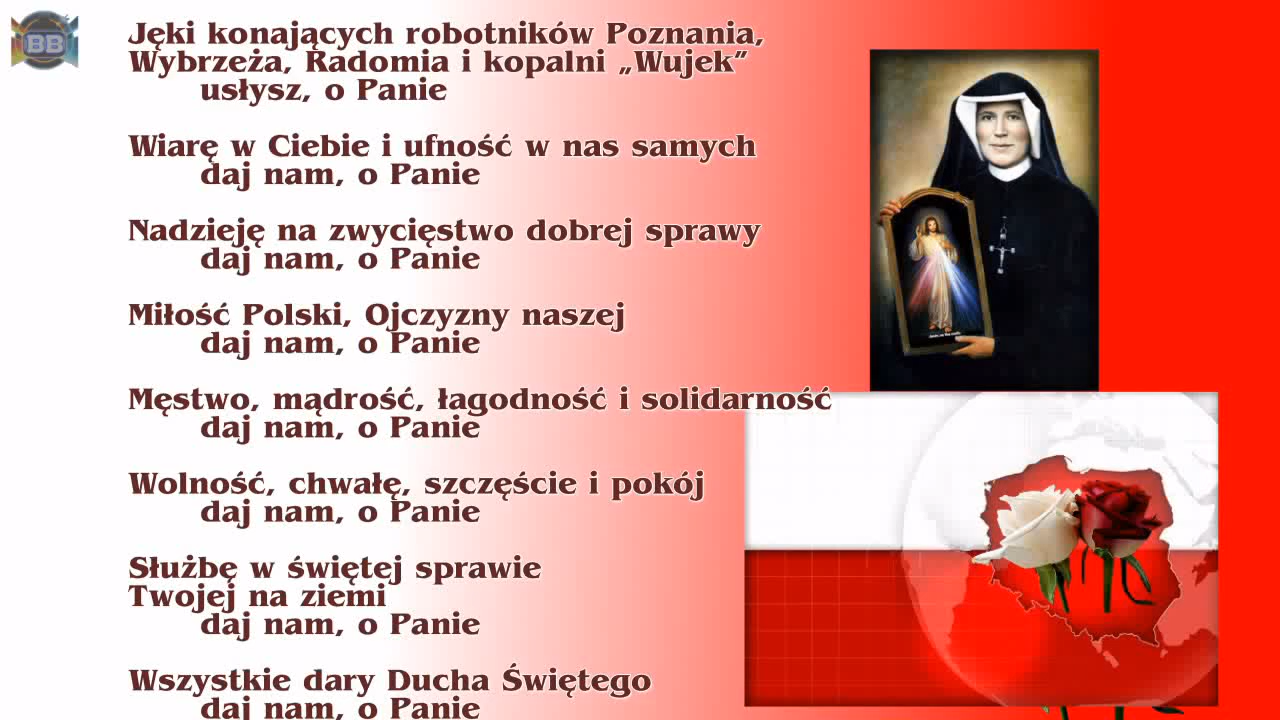 BB
Jęki konających robotników Poznania,
Wybrzeża, Radomia i kopalni „Wujek”
usłysz, o Panie
Wiarę w Ciebie i ufność w nas samych
daj nam, o Panie
Nadzieję na zwycięstwo dobrej sprawy
daj nam, o Panie
Miłość Polski, Ojczyzny naszej
daj nam, o Panie
Męstwo, mądrość, łagodność i solidarność
daj nam, o Panie
Wolność, chwałę, szczęście i pokój
daj nam, o Panie
Służbę w świętej sprawie
Twojej na ziemi
daj nam, o Panie
Wszystkie dary Ducha Świętego
daj nam, o Panie